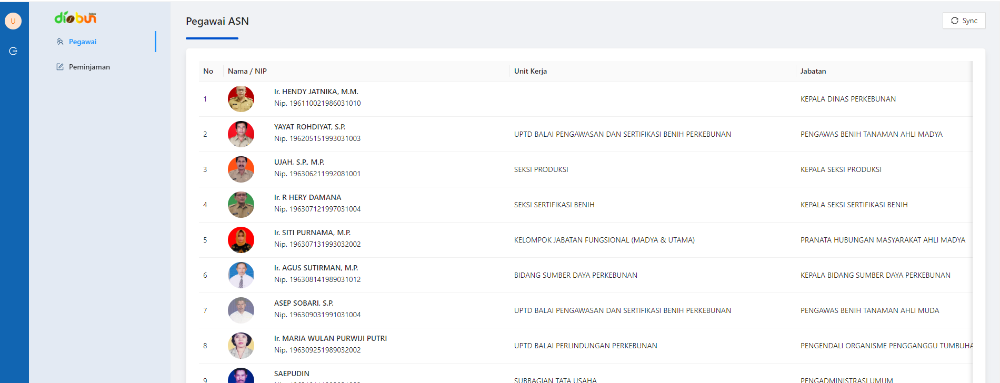 U
disbun
Pegawai
Peminjaman
Pegawai ASN
Sync
No Nama / NIP Unit Kerja Jabatan
1 Ir. HENDY JATNIKA, M.M. KEPALA DINAS PERKEBUNAN
Nip. 196110021986031010
2 YAYAT ROHDIYAT, S.P. UPTD BALAI PENGAWASAN DAN SERTIFIKASI BENIH PERKEBUNAN PENGAWAS BENIH TANAMAN AHLI MADYA
Nip. 196205151993031003
3 UJAH, S.P., M.P. SEKSI PRODUKSI KEPALA SEKSI PRODUKSI
Nip. 196306211992081001
4 Ir. R HERY DAMANA SEKSI SERTIFIKASI BENIH KEPALA SEKSI SERTIFIKASI BENIH
Nip. 196307121997031004
5 Ir. SITI PURNAMA, M.P. KELOMPOK JABATAN FUNGSIONAL (MADYA & UTAMA) PRANATA HUBUNGAN MASYARAKAT AHLI MADYA
Nip. 196307131993032002
6 Ir. AGUS SUTIRMAN, M.P. BIDANG SUMBER DAYA PERKEBUNAN KEPALA BIDANG SUMBER DAYA PERKEBUNAN
Nip. 196308141989031012
7 ASEP SOBARI, S.P. UPTD BALAI PENGAWASAN DAN SERTIFIKASI BENIH PERKEBUNAN PENGAWAS BENIH TANAMAN AHLI MUDA
Nip. 196309031991031004
8 Ir. MARIA WULAN PURWIJI PUTRI UPTD BALAI PERLINDUNGAN PERKEBUNAN PENGENDALI ORGANISME PENGGANGGU TUMBUHA
Nip. 196309251989032002
9 SAEPUDIN SUBBAGIAN TATA USAHA PENGADMINISTRASI UMUM